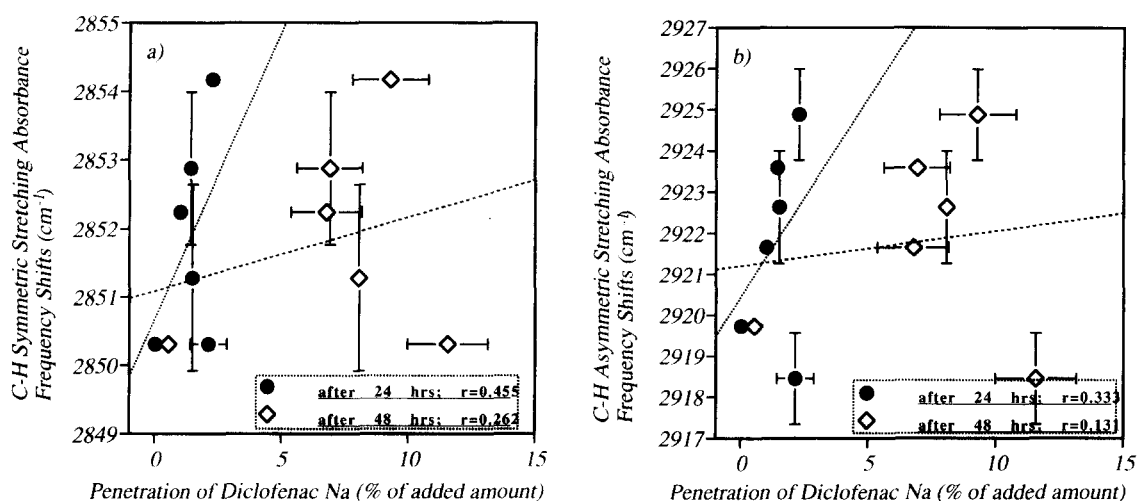 a)
C-H Symmetric Stretching Absorbance
Frequency Shifts (cm⁻¹)
2855
2854
2853
2852
2851
2850
2849
after 24 hrs; r=0.455
after 48 hrs; r=0.262
0 5 10 15
Penetration of Diclofenac Na (% of added amount)
b)
C-H Asymmetric Stretching Absorbance
Frequency Shifts (cm⁻¹)
2927
2926
2925
2924
2923
2922
2921
2920
2919
2918
2917
after 24 hrs; r=0.333
after 48 hrs; r=0.131
0 5 10 15
Penetration of Diclofenac Na (% of added amount)